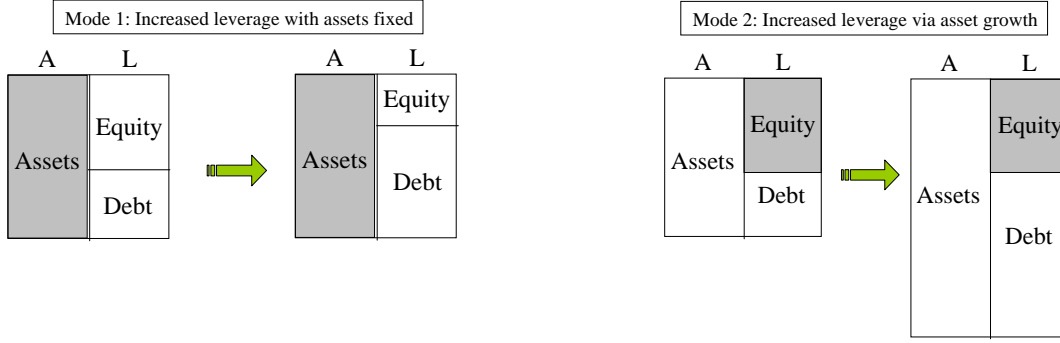 Mode 1: Increased leverage with assets fixed
A L
Equity
Assets
Debt
A L
Equity
Assets
Debt
Mode 2: Increased leverage via asset growth
A L
Equity
Assets
Debt
A L
Equity
Assets
Debt